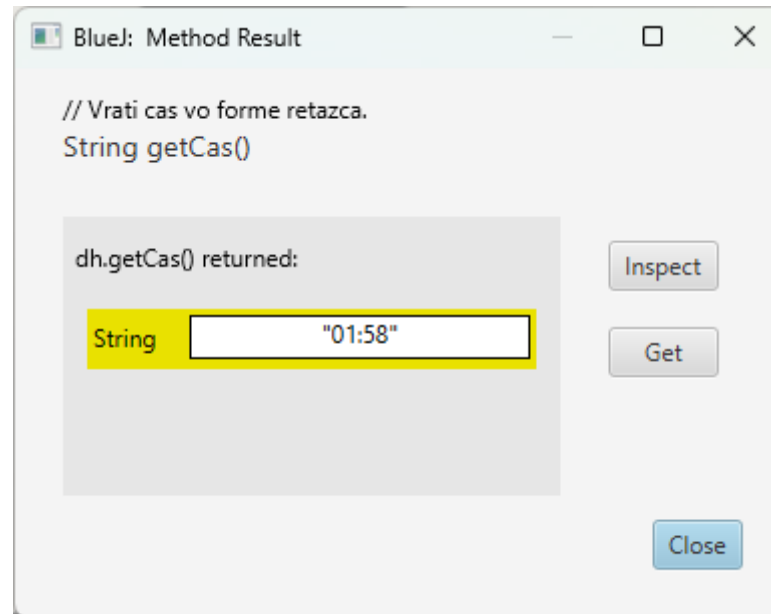 BlueJ: Method Result
// Vrati cas vo forme retazca.
String getCas()
dh.getCas() returned:
Inspect
String "01:58"
Get
Close